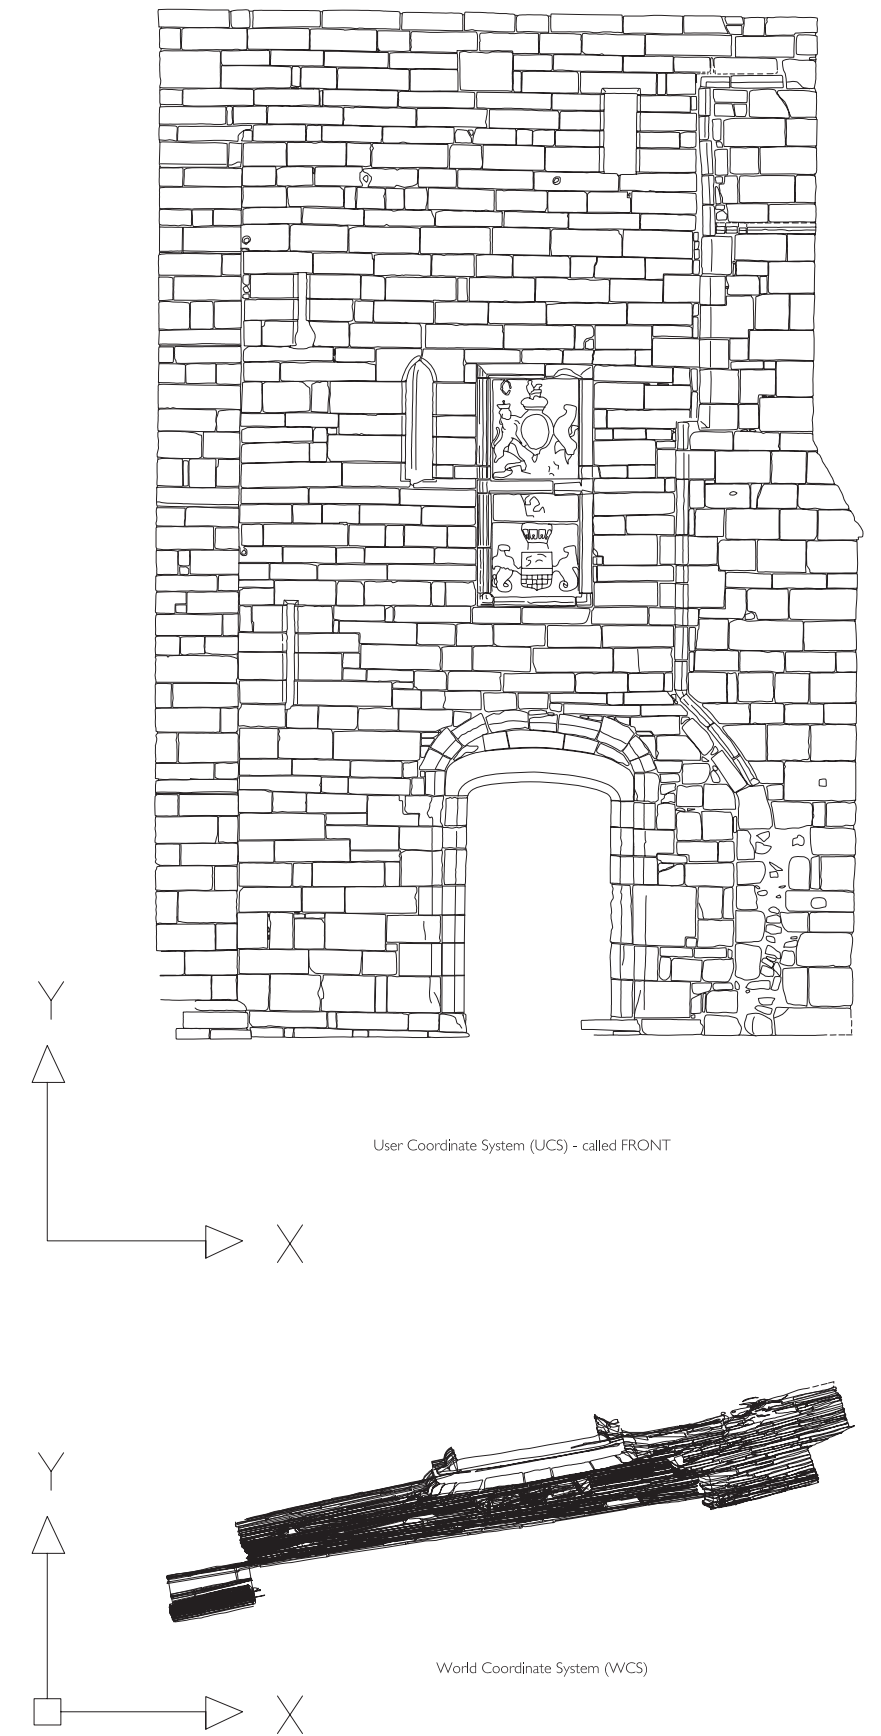 Y
User Coordinate System (UCS) - called FRONT
X
Y
World Coordinate System (WCS)
X